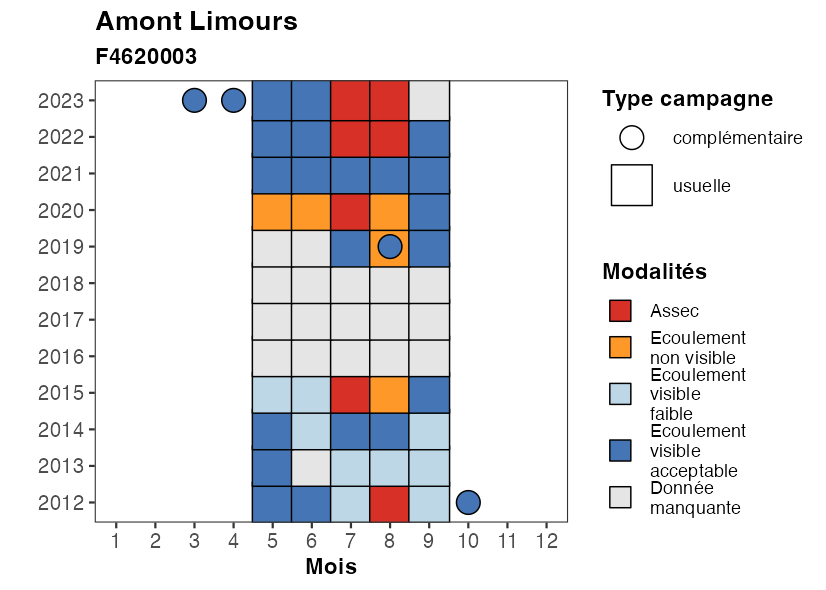 Amont Limours
F4620003
2023
2022
2021
2020
2019
2018
2017
2016
2015
2014
2013
2012
1 2 3 4 5 6 7 8 9 10 11 12
Mois
Type campagne
complémentaire
usuelle
Modalités
Assec
Ecoulement
non visible
Ecoulement
visible
faible
Ecoulement
visible
acceptable
Donnée
manquante